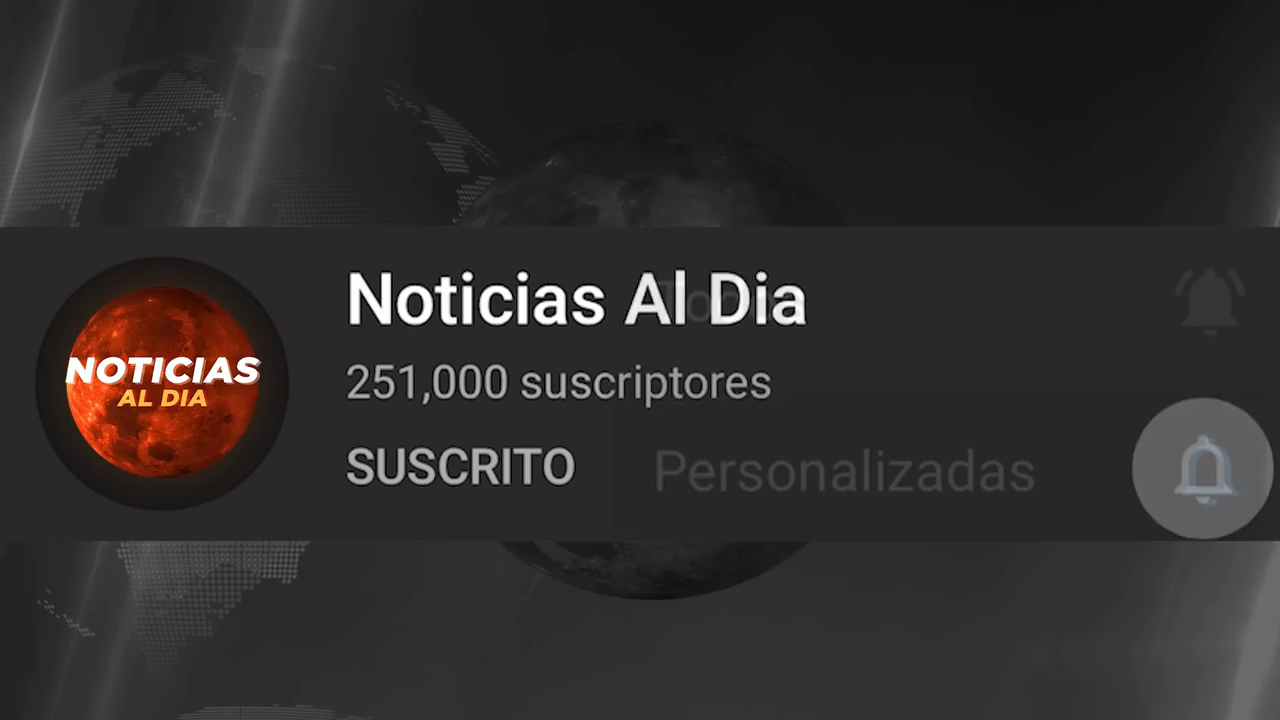 Noticias Al Dia
NOTICIAS
AL DIA
251,000 suscriptores
SUSCRITO
Personalizadas